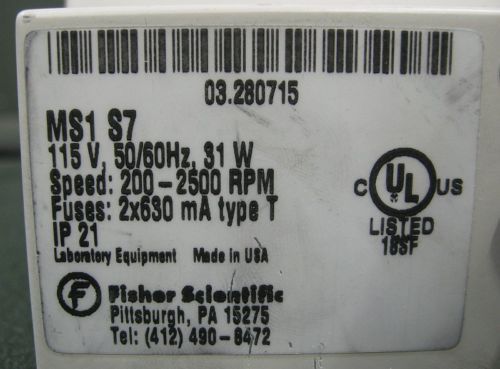 03.280715
MS1 S7
115 V, 50/60Hz, 31 W
Speed: 200-2500 RPM
Fuses: 2x630 mA type T
IP 21
Laboratory Equipment Made in USA
C UL US
LISTED
18SF
f Fisher Scientific
Pittsburgh, PA 15275
Tel: (412) 490-8472